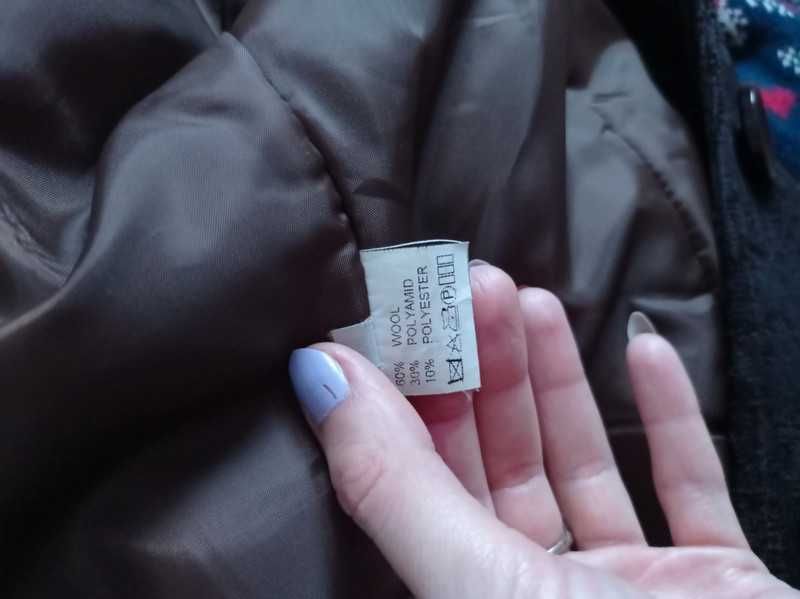 60% WOOL
30% POLYAMID
10% POLYESTER
P